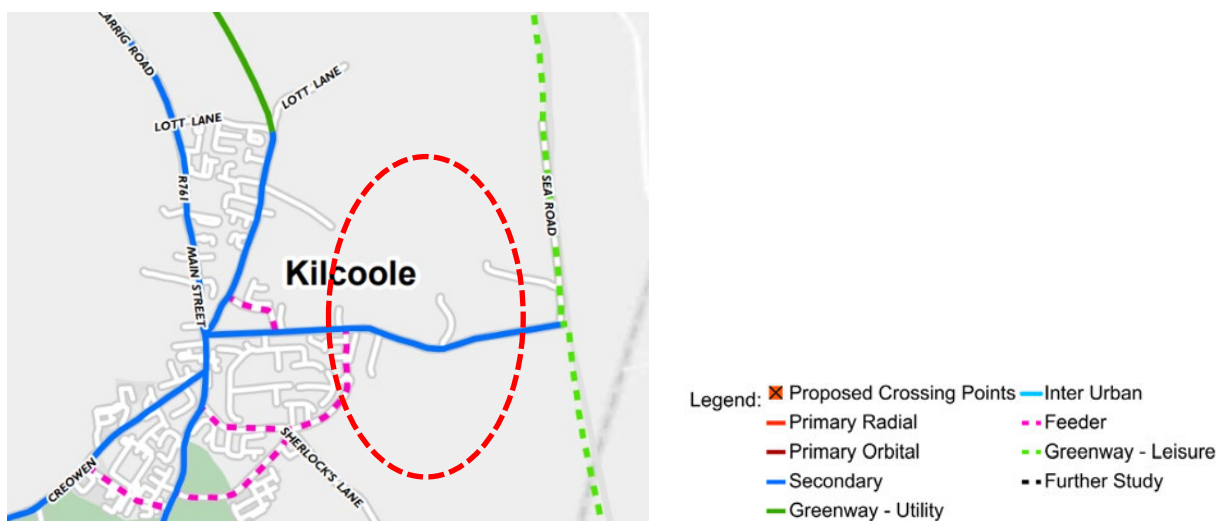 CARRIG ROAD
LOTT LANE
LOTT LANE
R761
SEA ROAD
MAIN STREET
Kilcoole
SHERLOCK'S LANE
CREOWEN
Legend:
Proposed Crossing Points
Primary Radial
Primary Orbital
Secondary
Greenway - Utility
Inter Urban
Feeder
Greenway - Leisure
Further Study